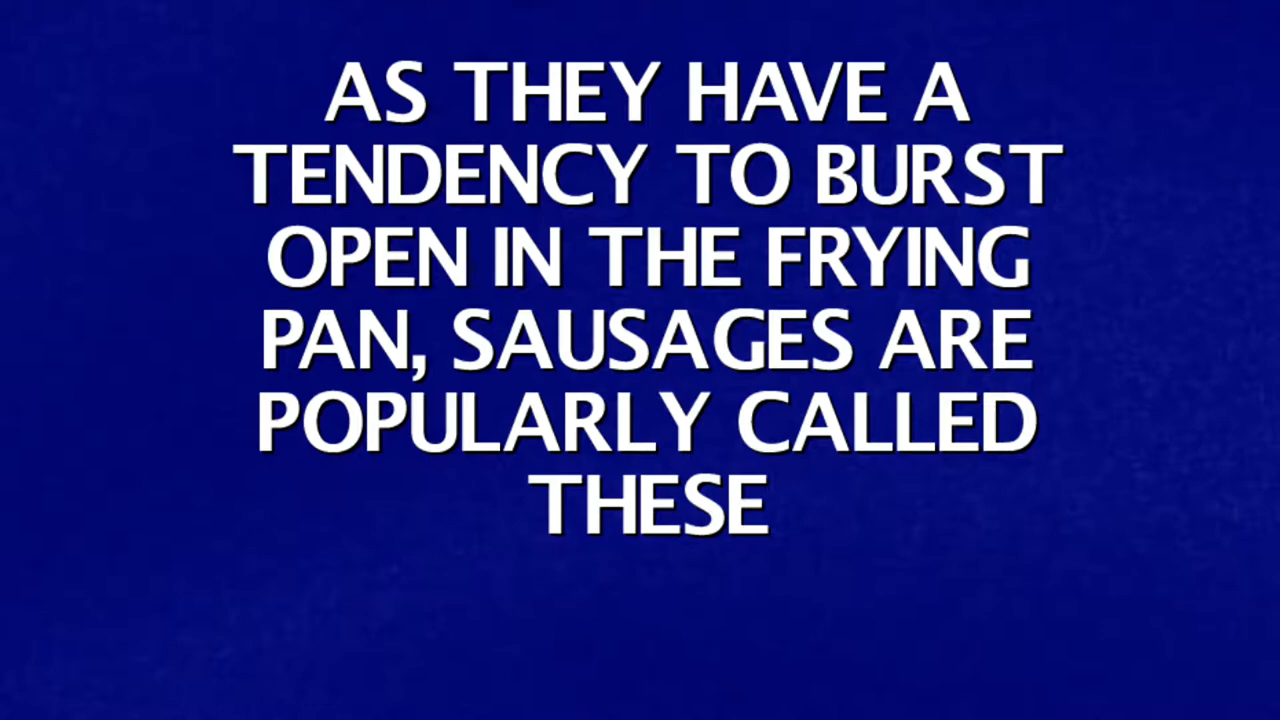 AS THEY HAVE A
TENDENCY TO BURST
OPEN IN THE FRYING
PAN, SAUSAGES ARE
POPULARLY CALLED
THESE